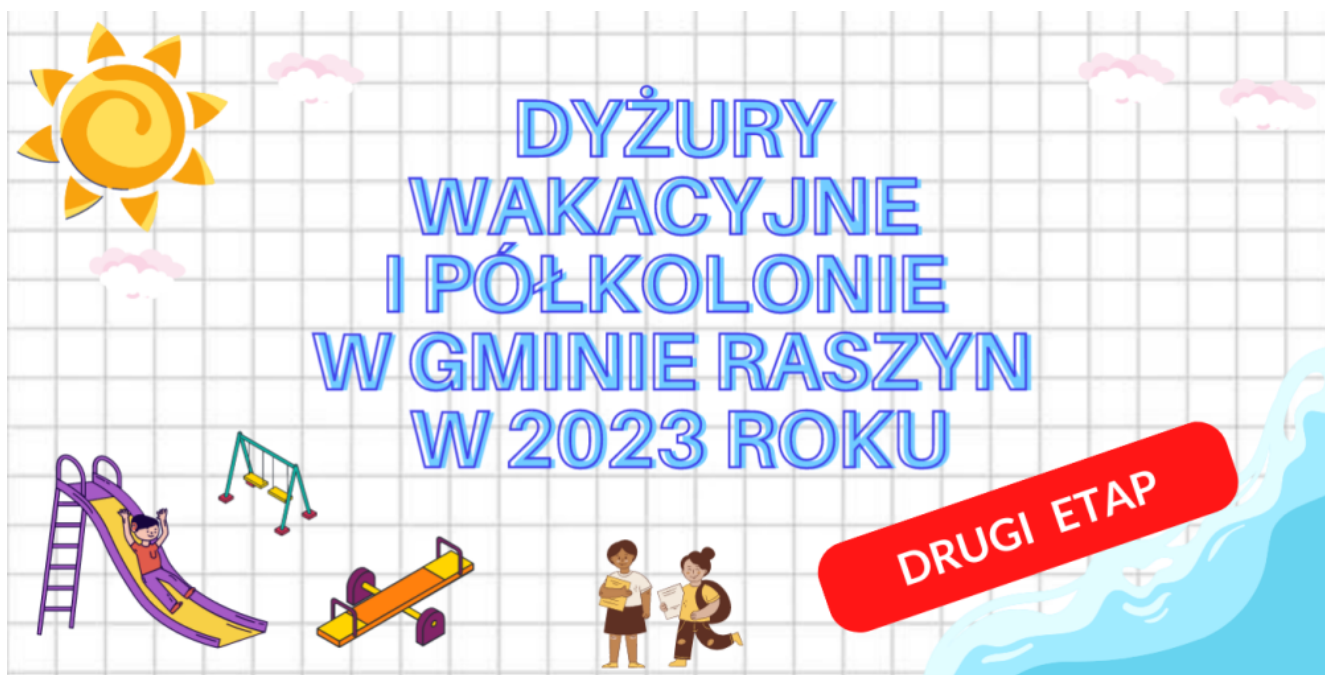 DYŻURY
WAKACYJNE
I PÓŁKOLONIE
W GMINIE RASZYN
W 2023 ROKU
DRUGI ETAP